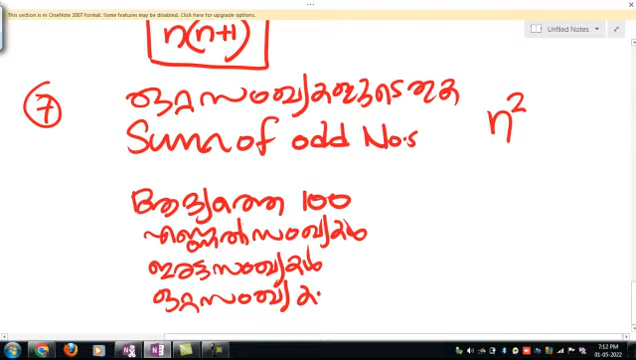 This section is in OneNote 2007 format. Some features may be disabled. Click here for upgrade options.
n(n+1)
Unfiled Notes
7 ഒറ്റസംഖ്യകളുടെ തുക
Sum of odd No.s n²
ആദ്യത്തെ 100
എണ്ണൽസംഖ്യകൾ
ഇരട്ടസംഖ്യകൾ
ഒറ്റസംഖ്യക
7:12 PM
01-05-2022